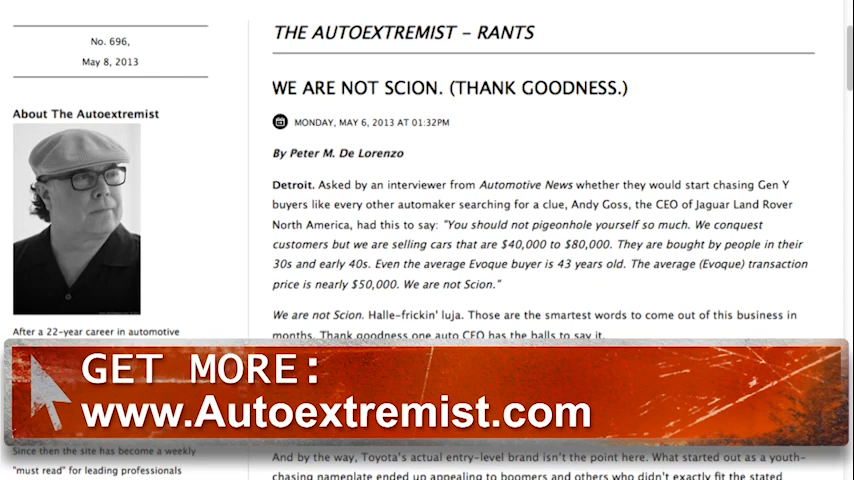 No. 696,
May 8, 2013
About The Autoextremist
After a 22-year career in automotive
Since then the site has become a weekly
"must read" for leading professionals
THE AUTOEXTREMIST - RANTS
WE ARE NOT SCION. (THANK GOODNESS.)
MONDAY, MAY 6, 2013 AT 01:32PM
By Peter M. De Lorenzo
Detroit. Asked by an interviewer from Automotive News whether they would start chasing Gen Y
buyers like every other automaker searching for a clue, Andy Goss, the CEO of Jaguar Land Rover
North America, had this to say: "You should not pigeonhole yourself so much. We conquest
customers but we are selling cars that are $40,000 to $80,000. They are bought by people in their
30s and early 40s. Even the average Evoque buyer is 43 years old. The average (Evoque) transaction
price is nearly $50,000. We are not Scion."
We are not Scion. Halle-frickin' luja. Those are the smartest words to come out of this business in
months. Thank goodness one auto CEO has the balls to say it.
GET MORE:
www.Autoextremist.com
And by the way, Toyota's actual entry-level brand isn't the point here. What started out as a youth-
chasing nameplate ended up appealing to boomers and others who didn't exactly fit the stated